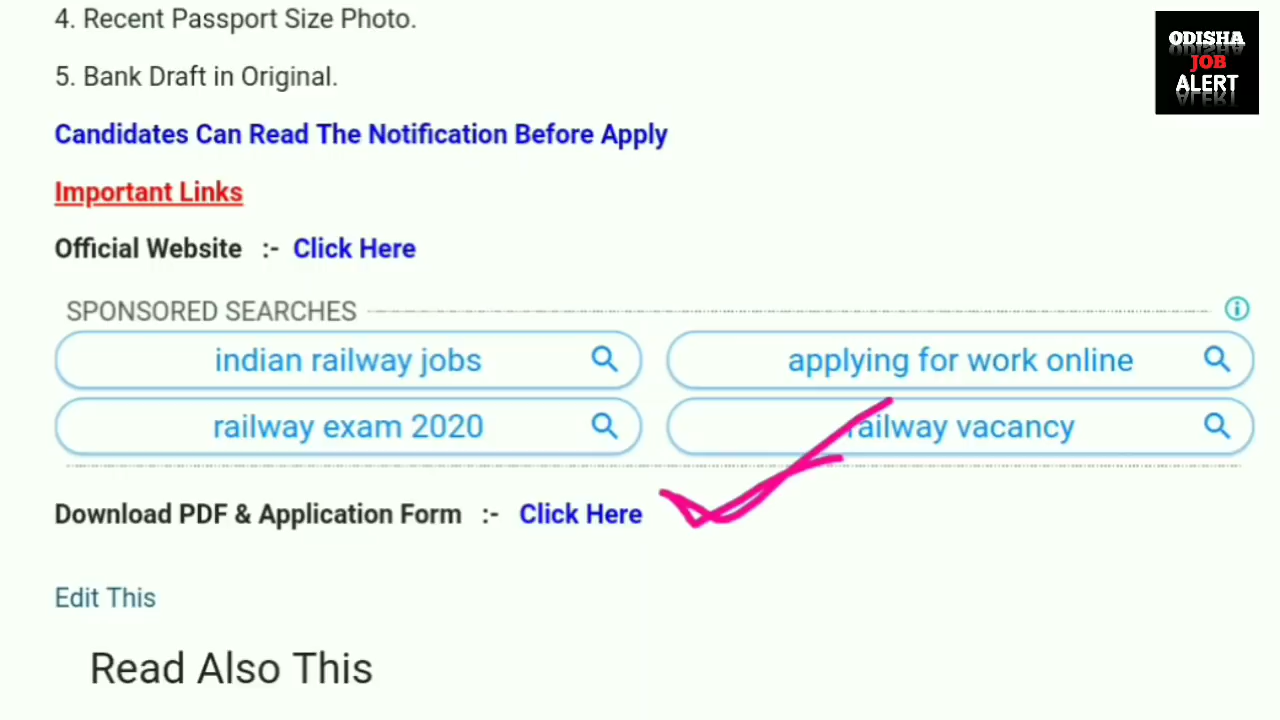 4. Recent Passport Size Photo.
ODISHA
JOB
ALERT
5. Bank Draft in Original.
Candidates Can Read The Notification Before Apply
Important Links
Official Website :- Click Here
SPONSORED SEARCHES
indian railway jobs
applying for work online
railway exam 2020
railway vacancy
Download PDF & Application Form :- Click Here
Edit This
Read Also This